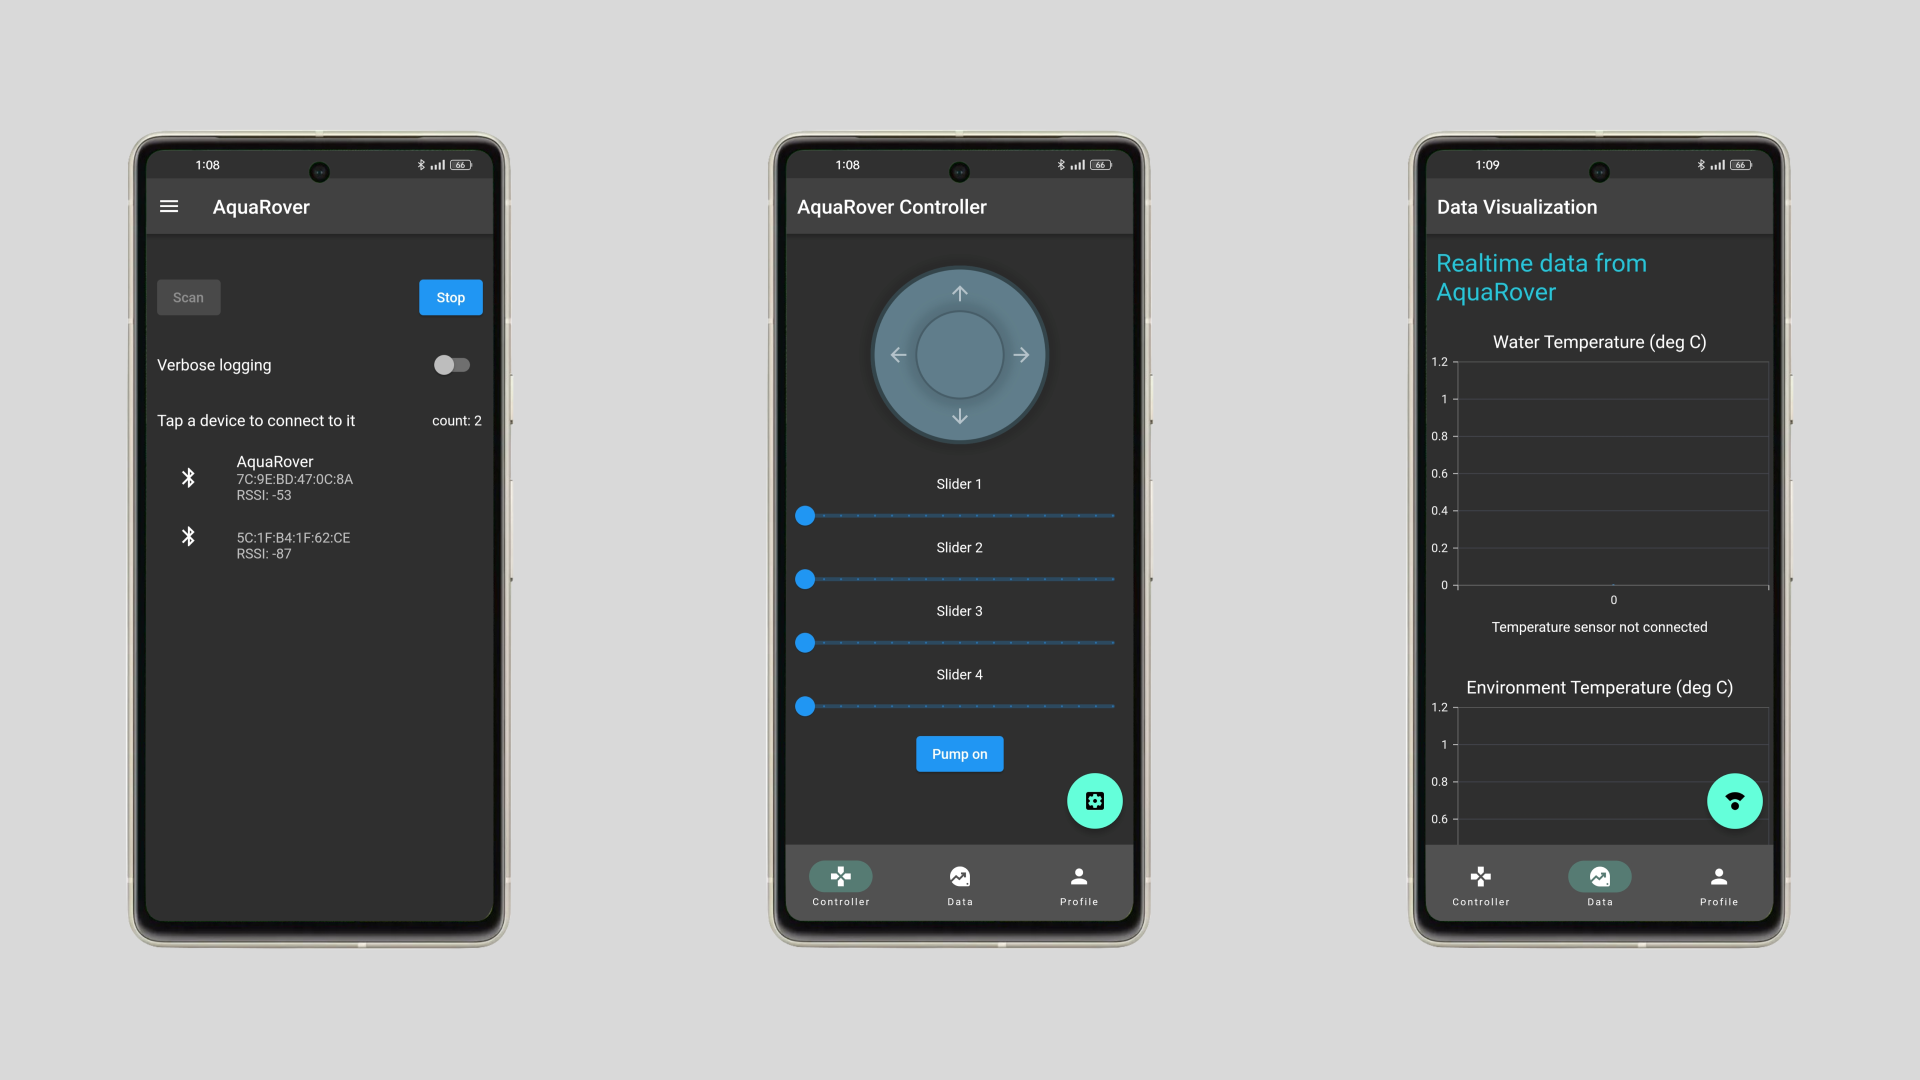 1:08
66
AquaRover
Scan
Stop
Verbose logging
Tap a device to connect to it
count: 2
AquaRover
7C:9E:BD:47:0C:8A
RSSI: -53
5C:1F:B4:1F:62:CE
RSSI: -87
1:08
66
AquaRover Controller
Slider 1
Slider 2
Slider 3
Slider 4
Pump on
Controller
Data
Profile
1:09
66
Data Visualization
Realtime data from
AquaRover
Water Temperature (deg C)
1.2
1
0.8
0.6
0.4
0.2
0
0
Temperature sensor not connected
Environment Temperature (deg C)
1.2
1
0.8
0.6
Controller
Data
Profile